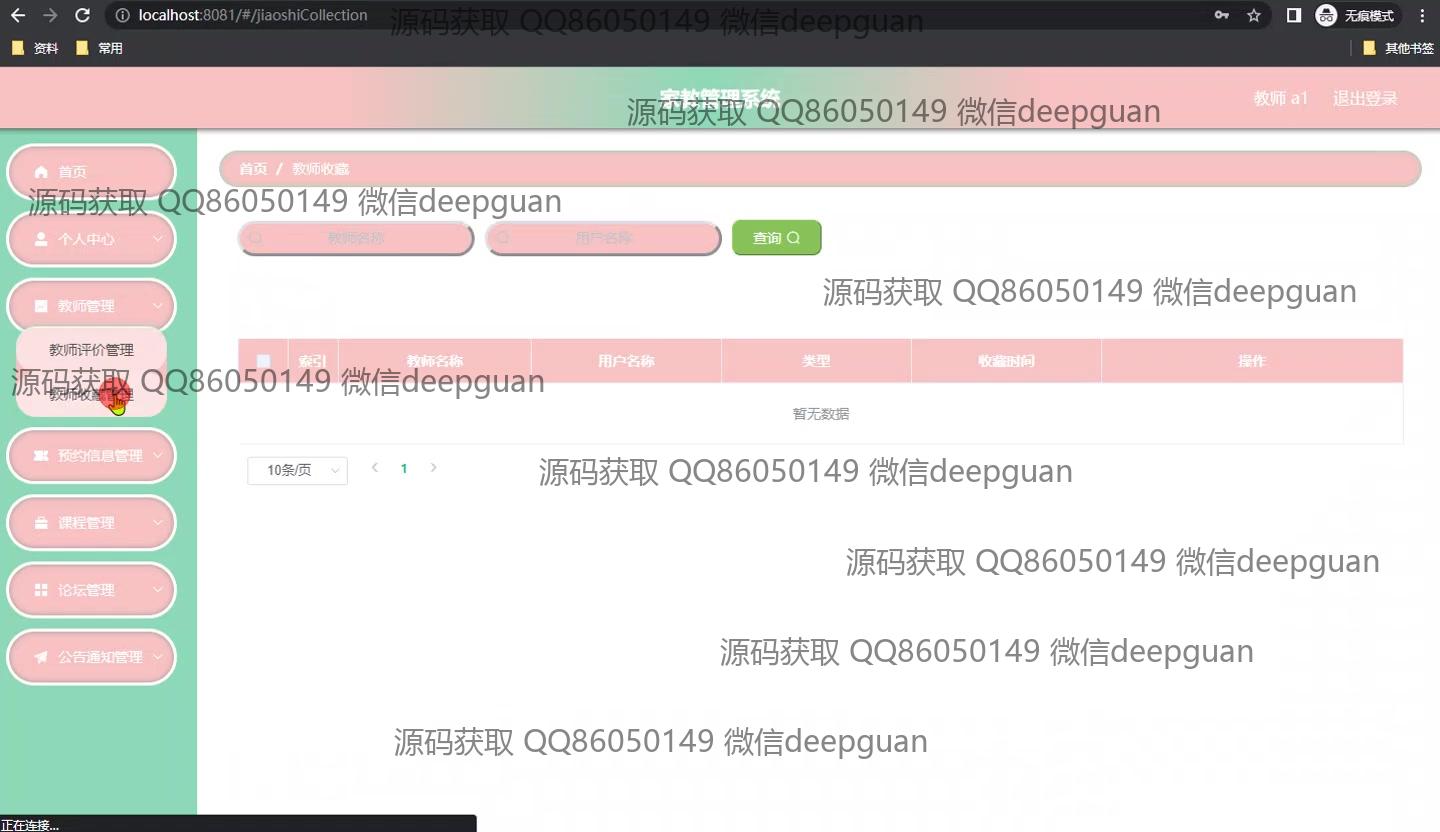 localhost:8081/#/jiaoshiCollection
无痕模式
资料
常用
其他书签
源码获取 QQ86050149 微信deepguan
家教管理系统
教师 a1
退出登录
源码获取 QQ86050149 微信deepguan
首页
首页 / 教师收藏
源码获取 QQ86050149 微信deepguan
个人中心
教师名称
用户名称
查询
源码获取 QQ86050149 微信deepguan
教师管理
教师评价管理
教师收藏管理
源码获取 QQ86050149 微信deepguan
索引
教师名称
用户名称
类型
收藏时间
操作
暂无数据
预约信息管理
10条/页
1
源码获取 QQ86050149 微信deepguan
课程管理
源码获取 QQ86050149 微信deepguan
论坛管理
公告通知管理
源码获取 QQ86050149 微信deepguan
源码获取 QQ86050149 微信deepguan
正在连接...